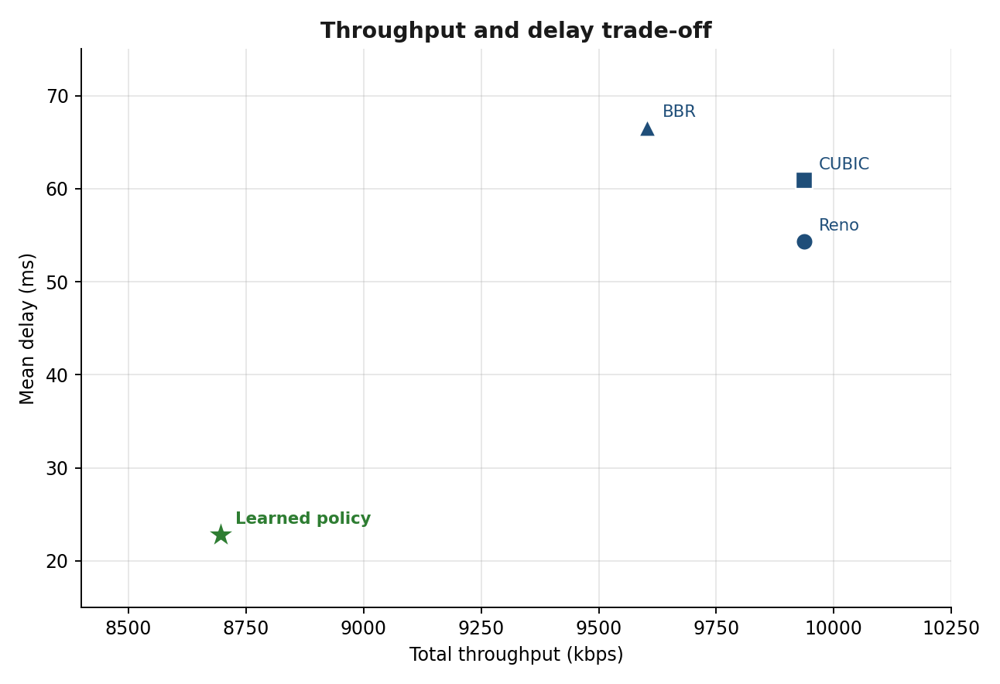 Throughput and delay trade-off
70
60
50
40
30
20
Mean delay (ms)
BBR
CUBIC
Reno
Learned policy
8500 8750 9000 9250 9500 9750 10000 10250
Total throughput (kbps)